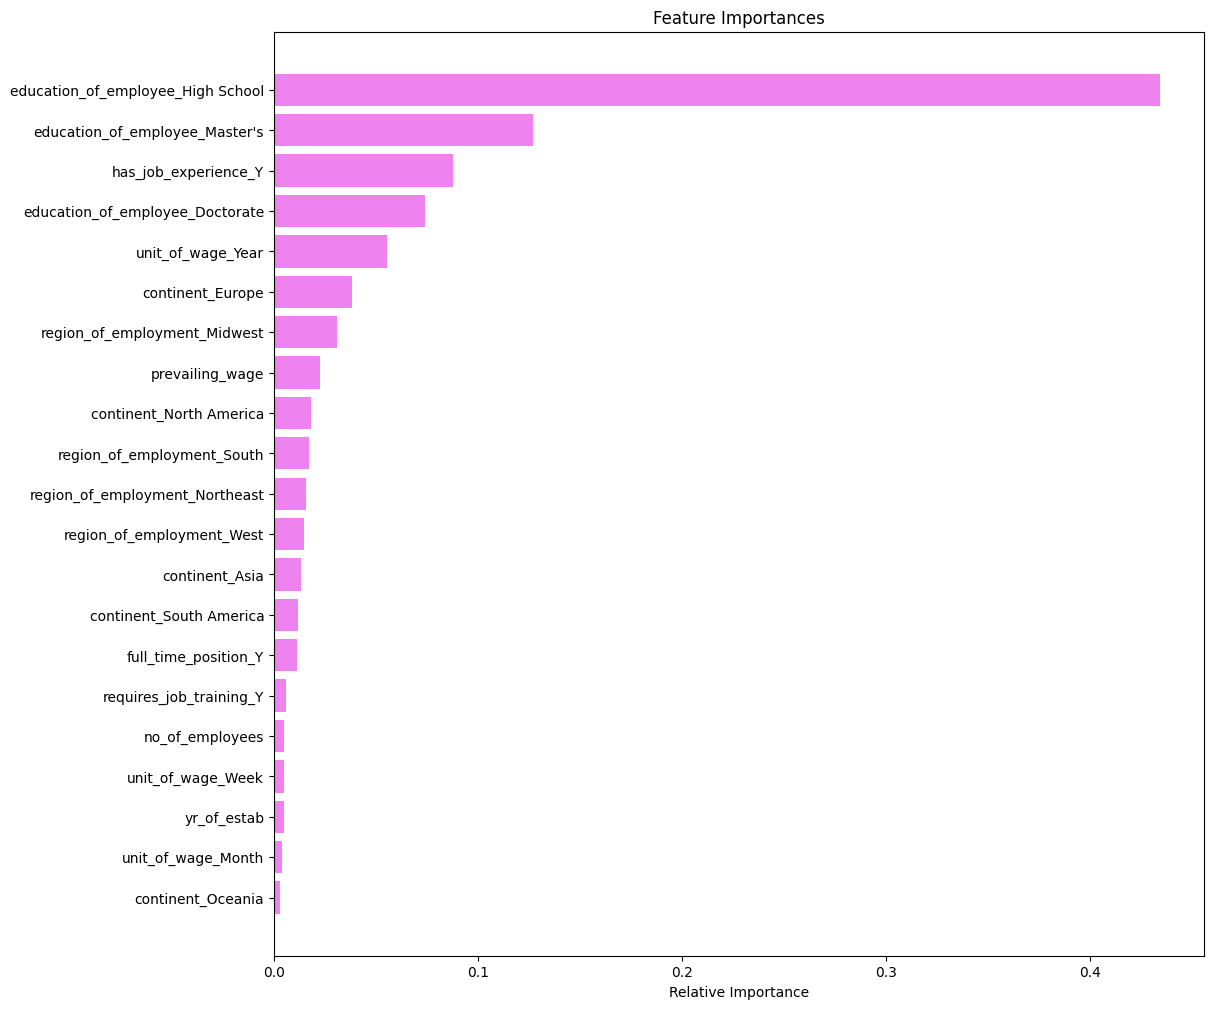 Feature Importances
education_of_employee_High School
education_of_employee_Master's
has_job_experience_Y
education_of_employee_Doctorate
unit_of_wage_Year
continent_Europe
region_of_employment_Midwest
prevailing_wage
continent_North America
region_of_employment_South
region_of_employment_Northeast
region_of_employment_West
continent_Asia
continent_South America
full_time_position_Y
requires_job_training_Y
no_of_employees
unit_of_wage_Week
yr_of_estab
unit_of_wage_Month
continent_Oceania
0.0 0.1 0.2 0.3 0.4
Relative Importance